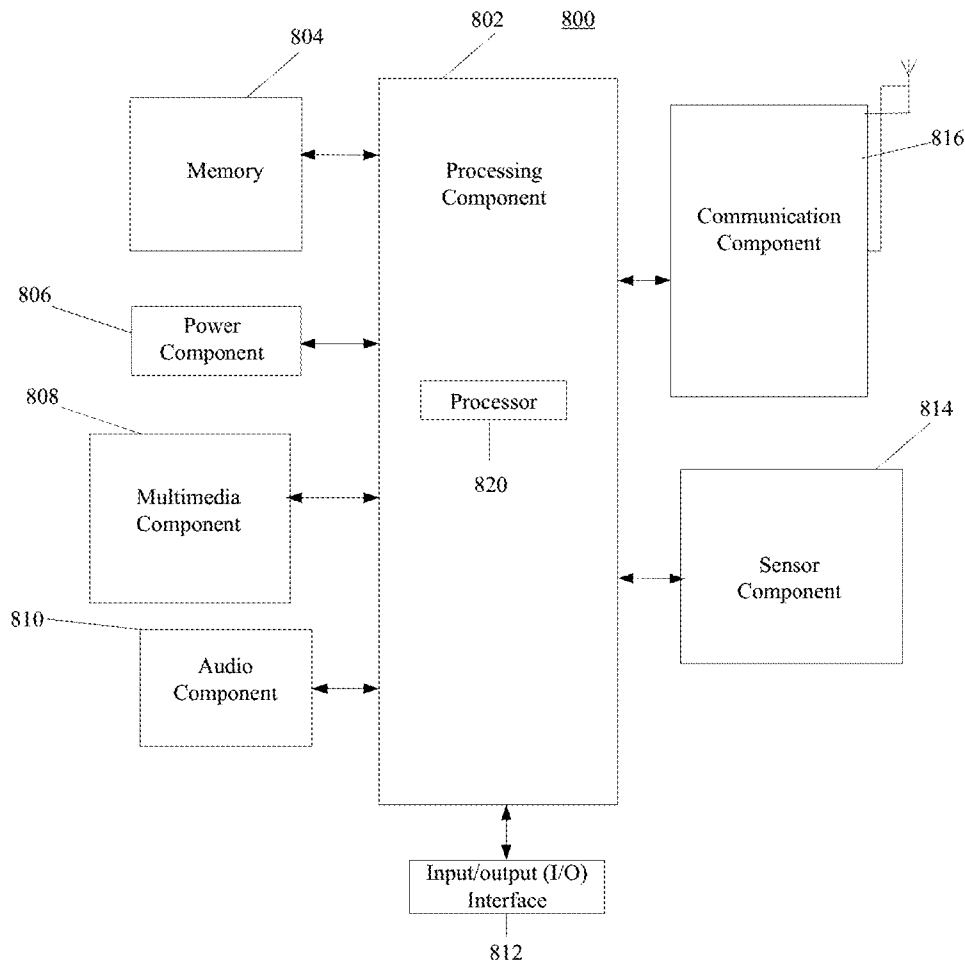 802
800
804
816
Memory
Processing
Component
Communication
Component
806
Power
Component
808
Processor
814
820
Multimedia
Component
Sensor
Component
810
Audio
Component
Input/output (I/O)
Interface
812